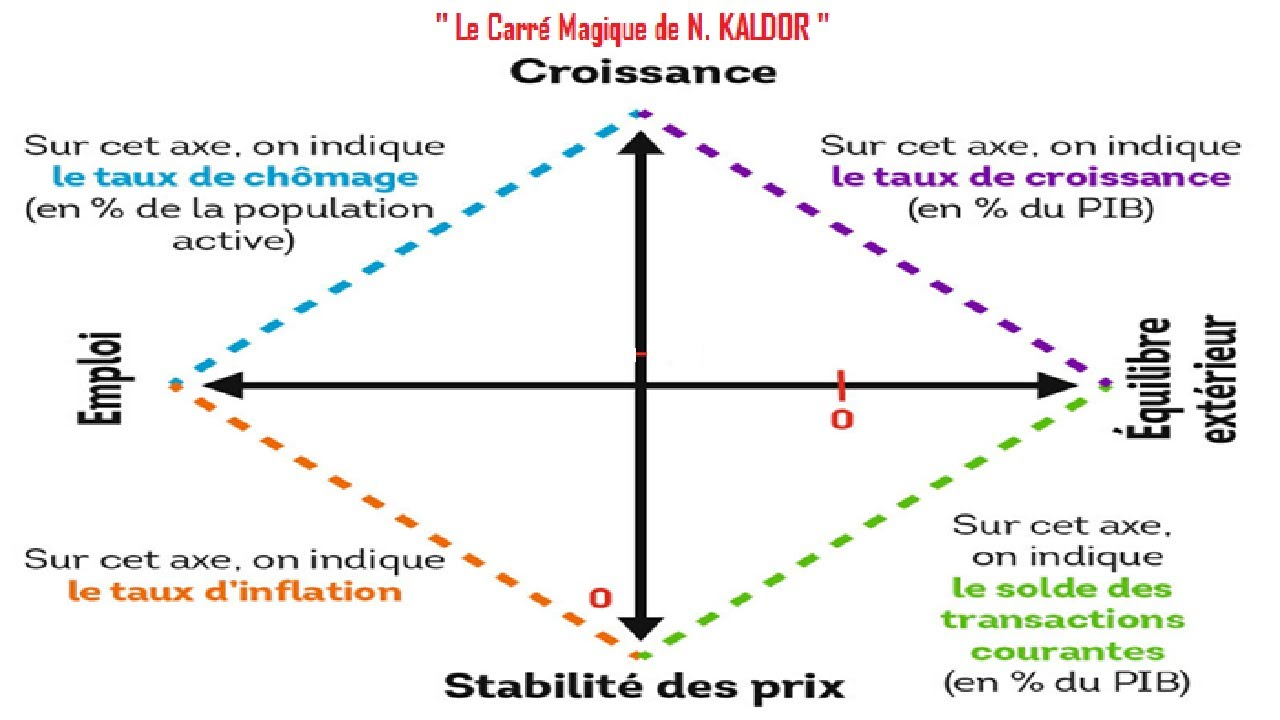 " Le Carré Magique de N. KALDOR "
Croissance
Sur cet axe, on indique
le taux de chômage
(en % de la population
active)
Sur cet axe, on indique
le taux de croissance
(en % du PIB)
Emploi
Équilibre
extérieur
0
Sur cet axe, on indique
le taux d'inflation
0
Sur cet axe,
on indique
le solde des
transactions
courantes
(en % du PIB)
Stabilité des prix